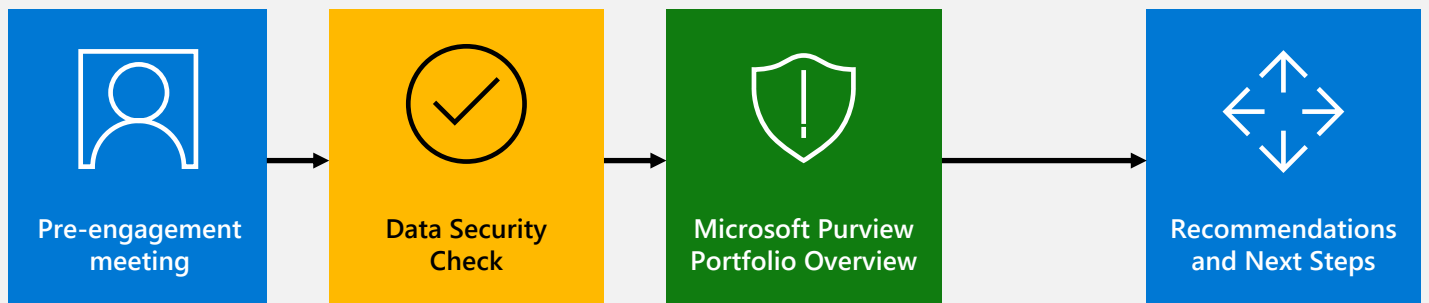 Pre-engagement
meeting
Data Security
Check
Microsoft Purview
Portfolio Overview
Recommendations
and Next Steps